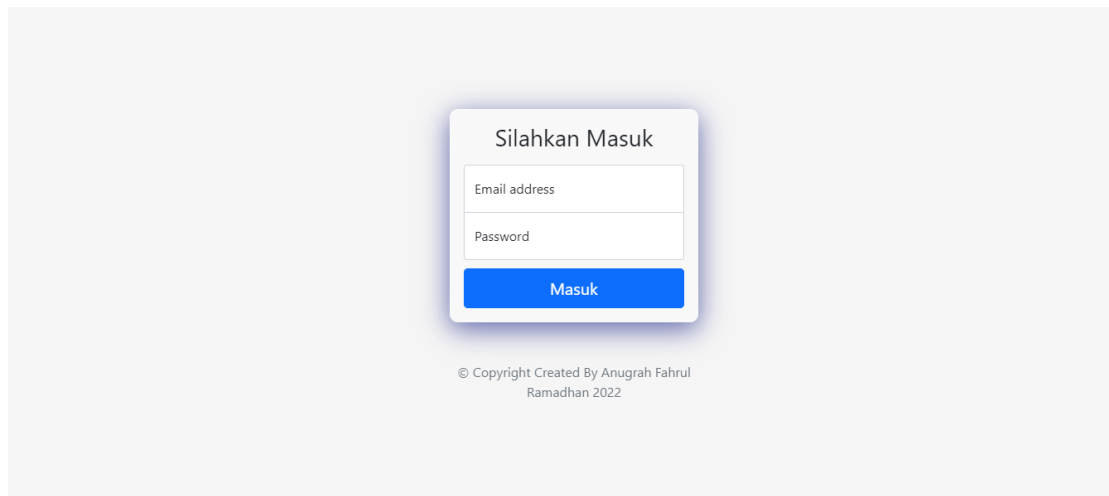 Silahkan Masuk
Email address
Password
Masuk
© Copyright Created By Anugrah Fahrul
Ramadhan 2022